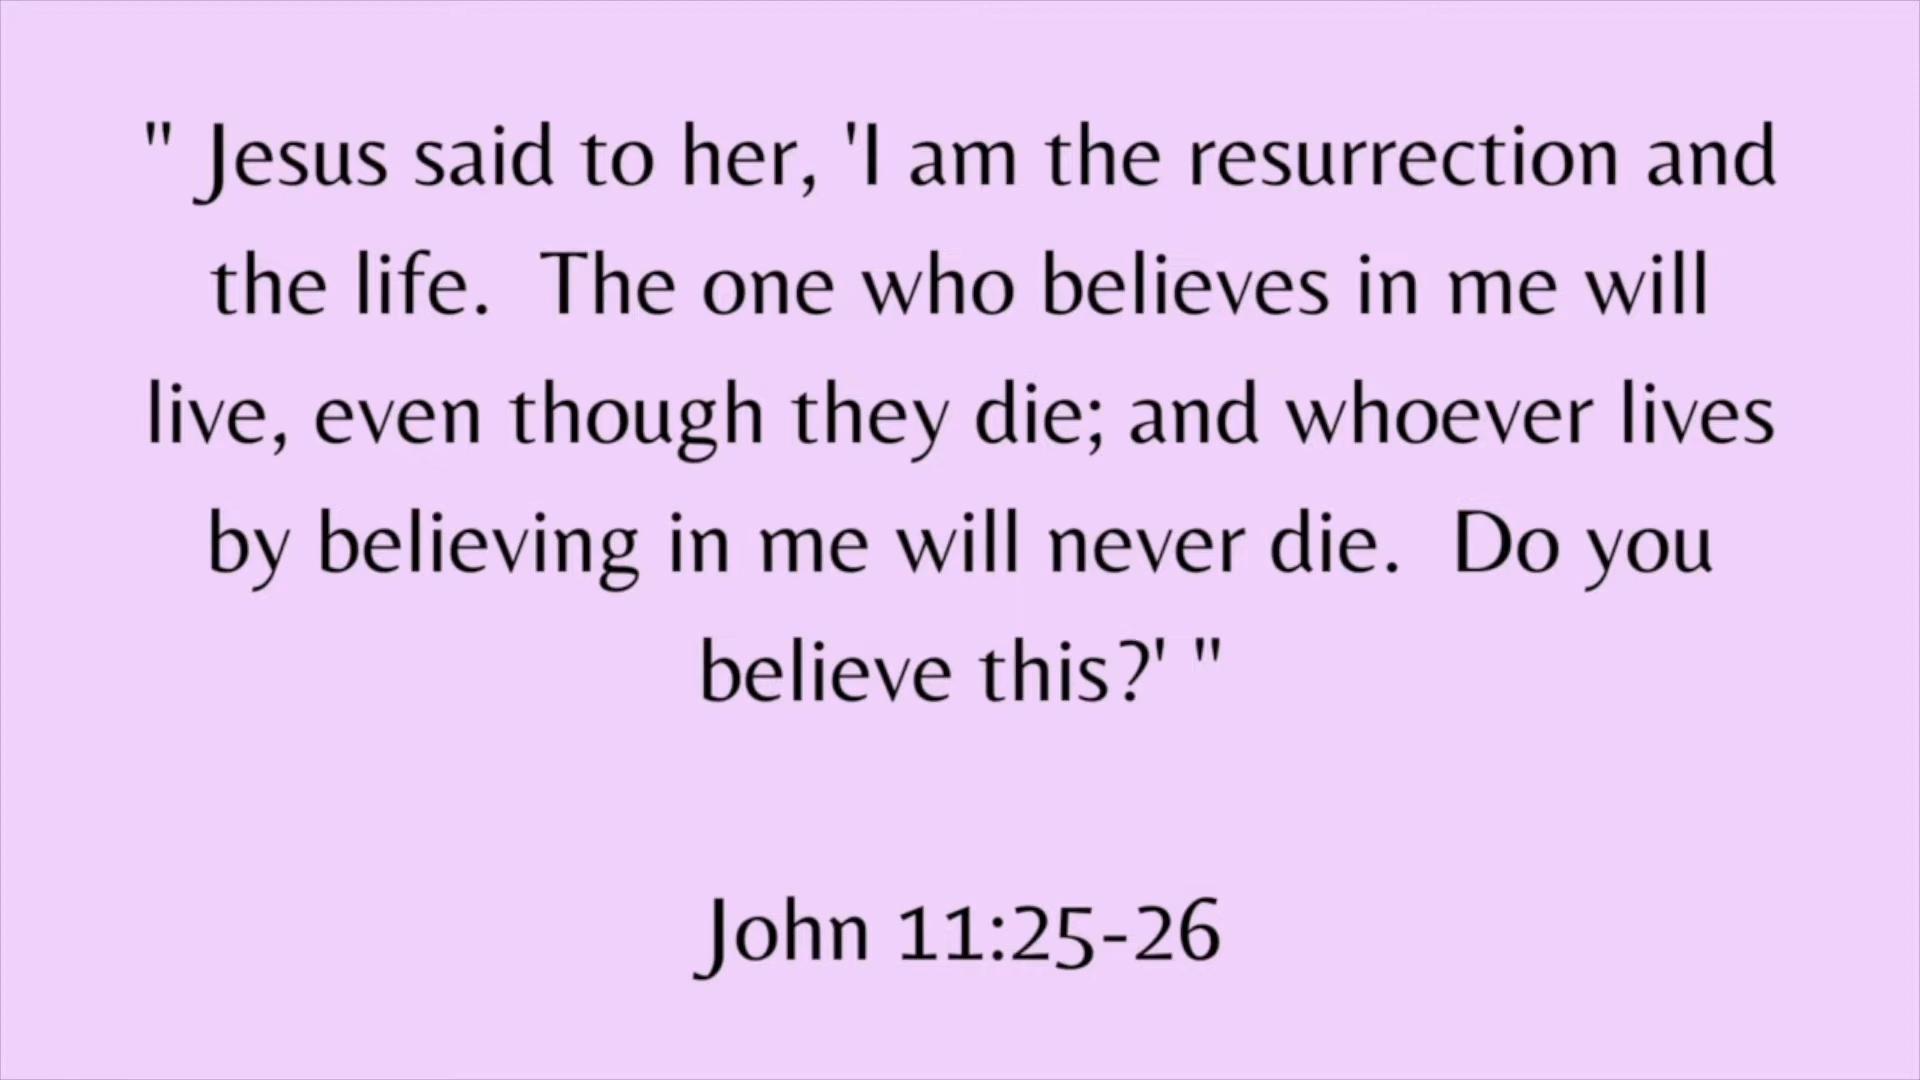 " Jesus said to her, 'I am the resurrection and
the life.  The one who believes in me will
live, even though they die; and whoever lives
by believing in me will never die.  Do you
believe this?' "
John 11:25-26